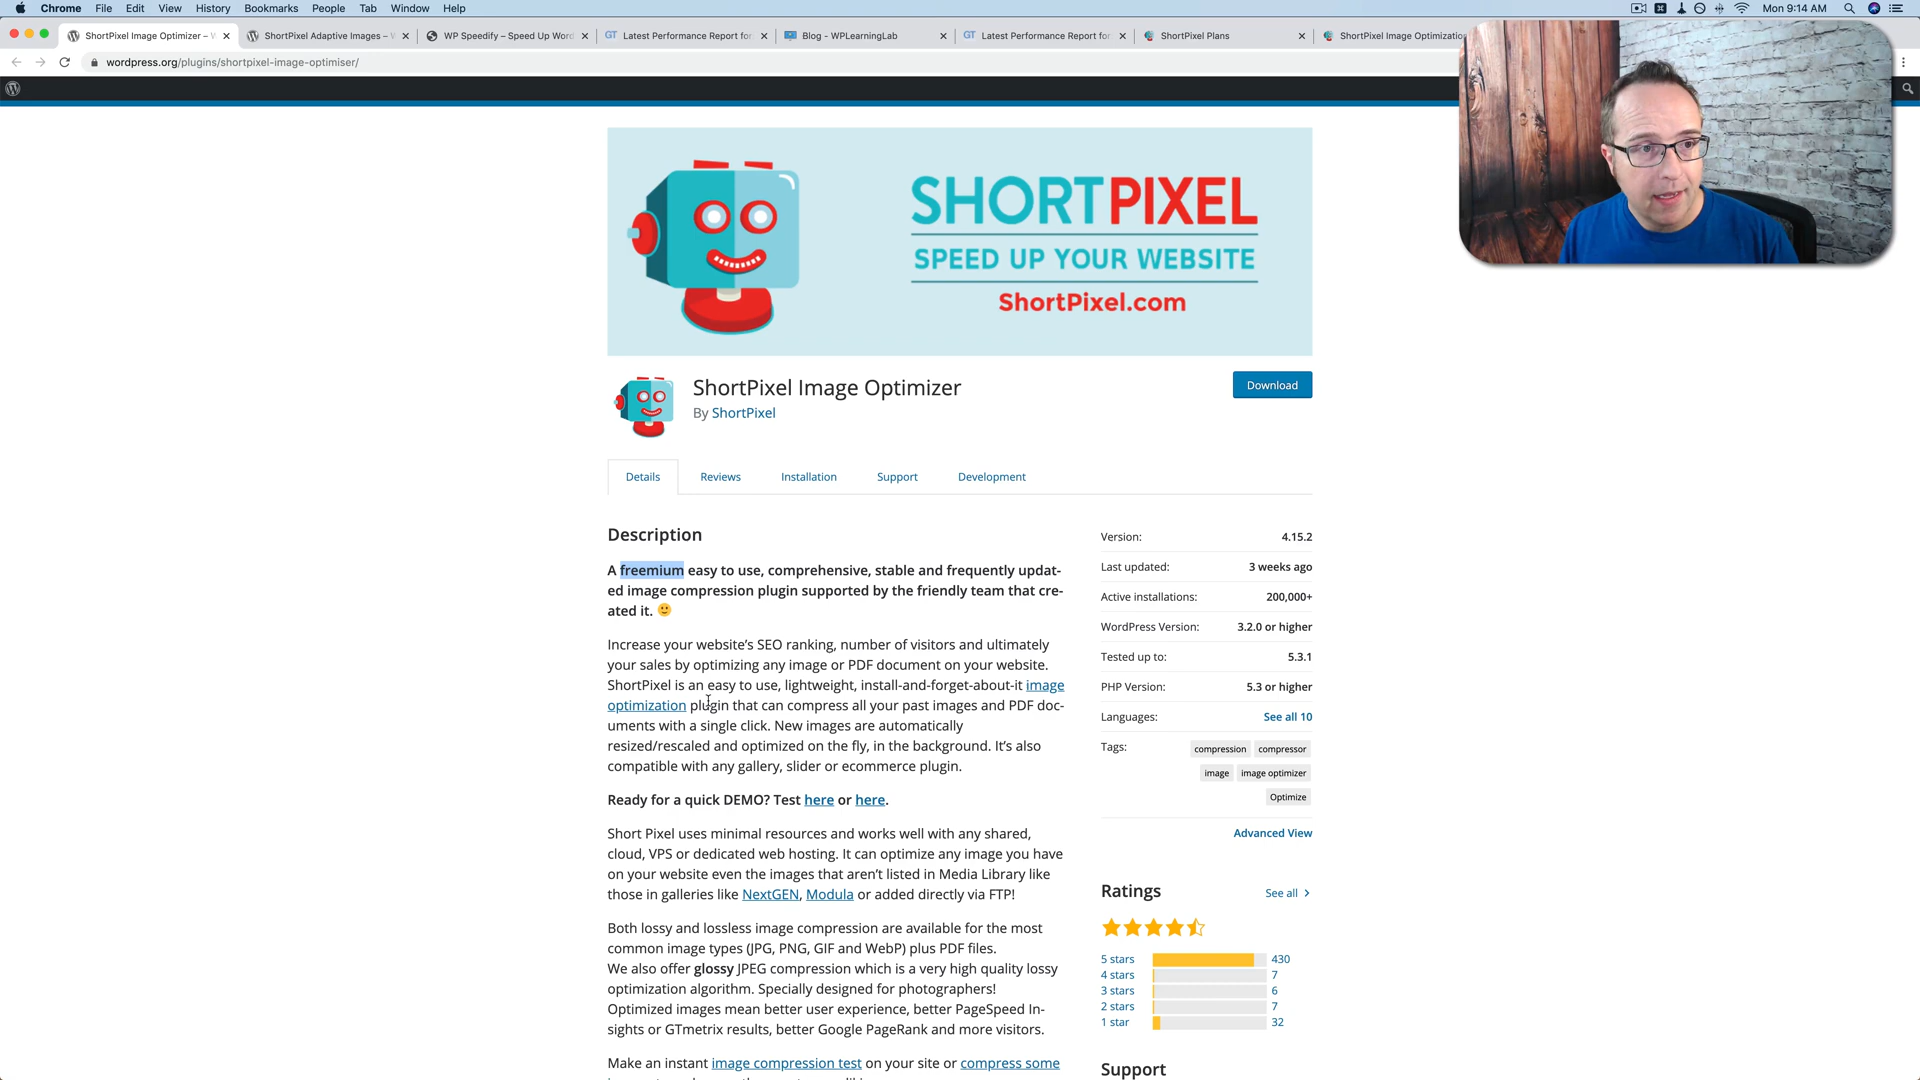 Chrome File Edit View History Bookmarks People Tab Window Help
Mon 9:14 AM
ShortPixel Image Optimizer –
ShortPixel Adaptive Images –
WP Speedify – Speed Up Word
GT Latest Performance Report for
Blog - WPLearningLab
GT Latest Performance Report for
ShortPixel Plans
ShortPixel Image Optimization
wordpress.org/plugins/shortpixel-image-optimiser/
SHORTPIXEL
SPEED UP YOUR WEBSITE
ShortPixel.com
ShortPixel Image Optimizer
By ShortPixel
Download
Details
Reviews
Installation
Support
Development
Description
A freemium easy to use, comprehensive, stable and frequently updat-
ed image compression plugin supported by the friendly team that cre-
ated it. 🙂
Increase your website’s SEO ranking, number of visitors and ultimately
your sales by optimizing any image or PDF document on your website.
ShortPixel is an easy to use, lightweight, install-and-forget-about-it image
optimization plugin that can compress all your past images and PDF doc-
uments with a single click. New images are automatically
resized/rescaled and optimized on the fly, in the background. It’s also
compatible with any gallery, slider or ecommerce plugin.
Ready for a quick DEMO? Test here or here.
Short Pixel uses minimal resources and works well with any shared,
cloud, VPS or dedicated web hosting. It can optimize any image you have
on your website even the images that aren’t listed in Media Library like
those in galleries like NextGEN, Modula or added directly via FTP!
Both lossy and lossless image compression are available for the most
common image types (JPG, PNG, GIF and WebP) plus PDF files.
We also offer glossy JPEG compression which is a very high quality lossy
optimization algorithm. Specially designed for photographers!
Optimized images mean better user experience, better PageSpeed In-
sights or GTmetrix results, better Google PageRank and more visitors.
Make an instant image compression test on your site or compress some
Version: 4.15.2
Last updated: 3 weeks ago
Active installations: 200,000+
WordPress Version: 3.2.0 or higher
Tested up to: 5.3.1
PHP Version: 5.3 or higher
Languages: See all 10
Tags: compression compressor
image image optimizer
Optimize
Advanced View
Ratings
See all
5 stars 430
4 stars 7
3 stars 6
2 stars 7
1 star 32
Support